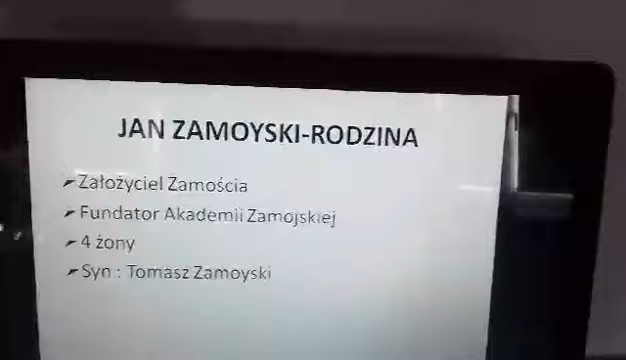 JAN ZAMOYSKI-RODZINA
➤Założyciel Zamościa
➤Fundator Akademii Zamojskiej
➤4 żony
➤Syn : Tomasz Zamoyski